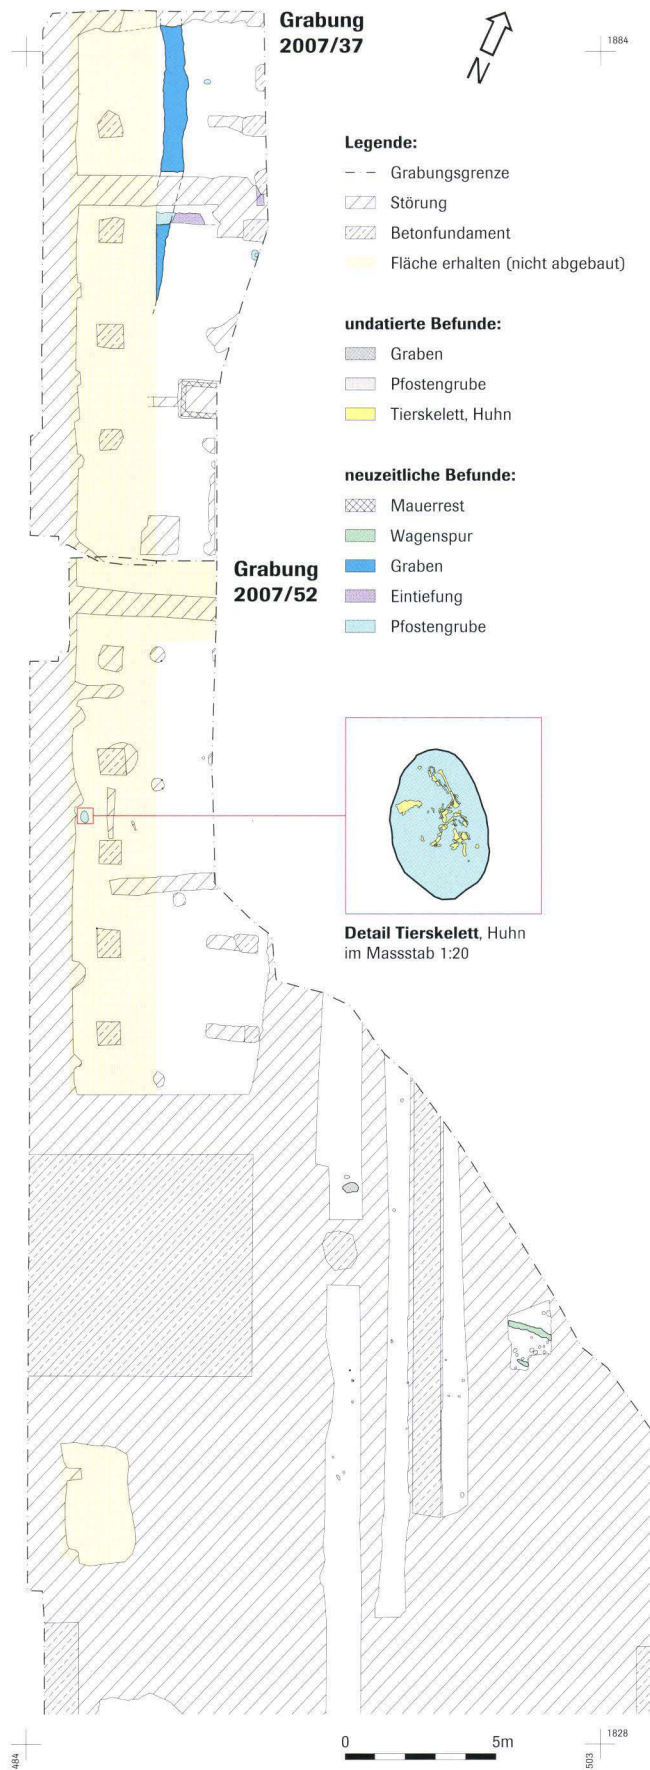 Grabung
2007/37
N
1884
Legende:
Grabungsgrenze
Störung
Betonfundament
Fläche erhalten (nicht abgebaut)
undatierte Befunde:
Graben
Pfostengrube
Tierskelett, Huhn
neuzeitliche Befunde:
Mauerrest
Wagenspur
Graben
Eintiefung
Pfostengrube
Grabung
2007/52
Detail Tierskelett, Huhn
im Massstab 1:20
0 5m
1828
484
503